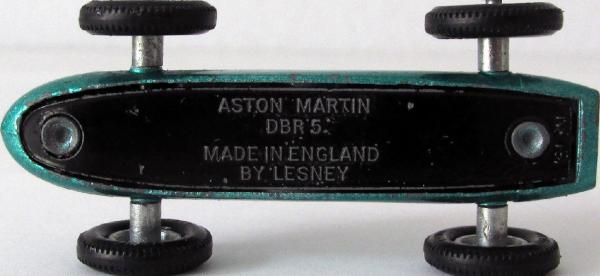 ASTON MARTIN
DBR 5.
MADE IN ENGLAND
BY LESNEY